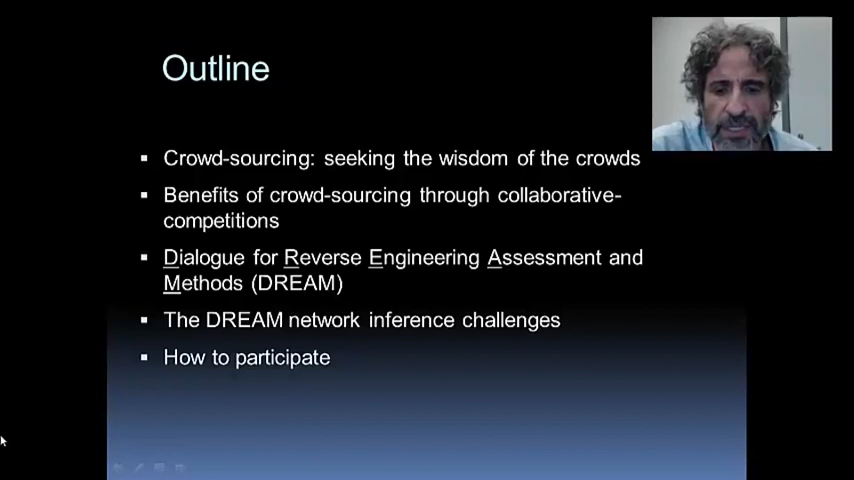 Outline
▪ Crowd-sourcing: seeking the wisdom of the crowds
▪ Benefits of crowd-sourcing through collaborative-
competitions
▪ Dialogue for Reverse Engineering Assessment and
Methods (DREAM)
▪ The DREAM network inference challenges
▪ How to participate